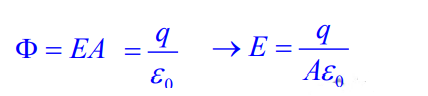 Φ = EA = q/ε₀ → E = q/Aε₀